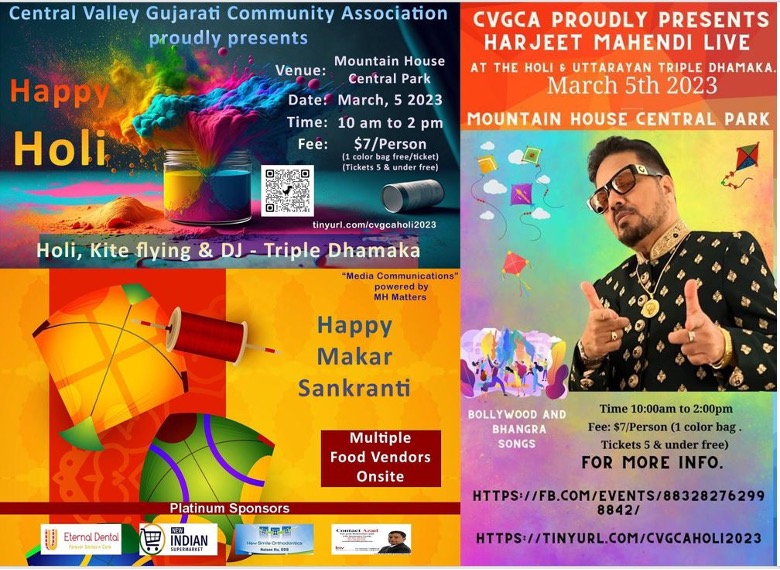 Central Valley Gujarati Community Association
proudly presents
Happy
Holi
Venue: Mountain House
Central Park
Date: March, 5 2023
Time: 10 am to 2 pm
Fee: $7/Person
(1 color bag free/ticket)
(Tickets 5 & under free)
tinyurl.com/cvgcaholi2023
Holi, Kite flying & DJ - Triple Dhamaka
"Media Communications"
powered by
MH Matters
Happy
Makar
Sankranti
Multiple
Food Vendors
Onsite
Platinum Sponsors
Eternal Dental
NEW
INDIAN
SUPERMARKET
New Smile Orthodontics
Contact Azad
kw
CVGCA PROUDLY PRESENTS
HARJEET MAHENDI LIVE
AT THE HOLI & UTTARAYAN TRIPLE DHAMAKA.
March 5th 2023
MOUNTAIN HOUSE CENTRAL PARK
BOLLYWOOD AND
BHANGRA
SONGS
Time 10:00am to 2:00pm
Fee: $7/Person (1 color bag .
Tickets 5 & under free)
FOR MORE INFO.
HTTPS://FB.COM/EVENTS/88328276299
8842/
HTTPS://TINYURL.COM/CVGCAHOLI2023